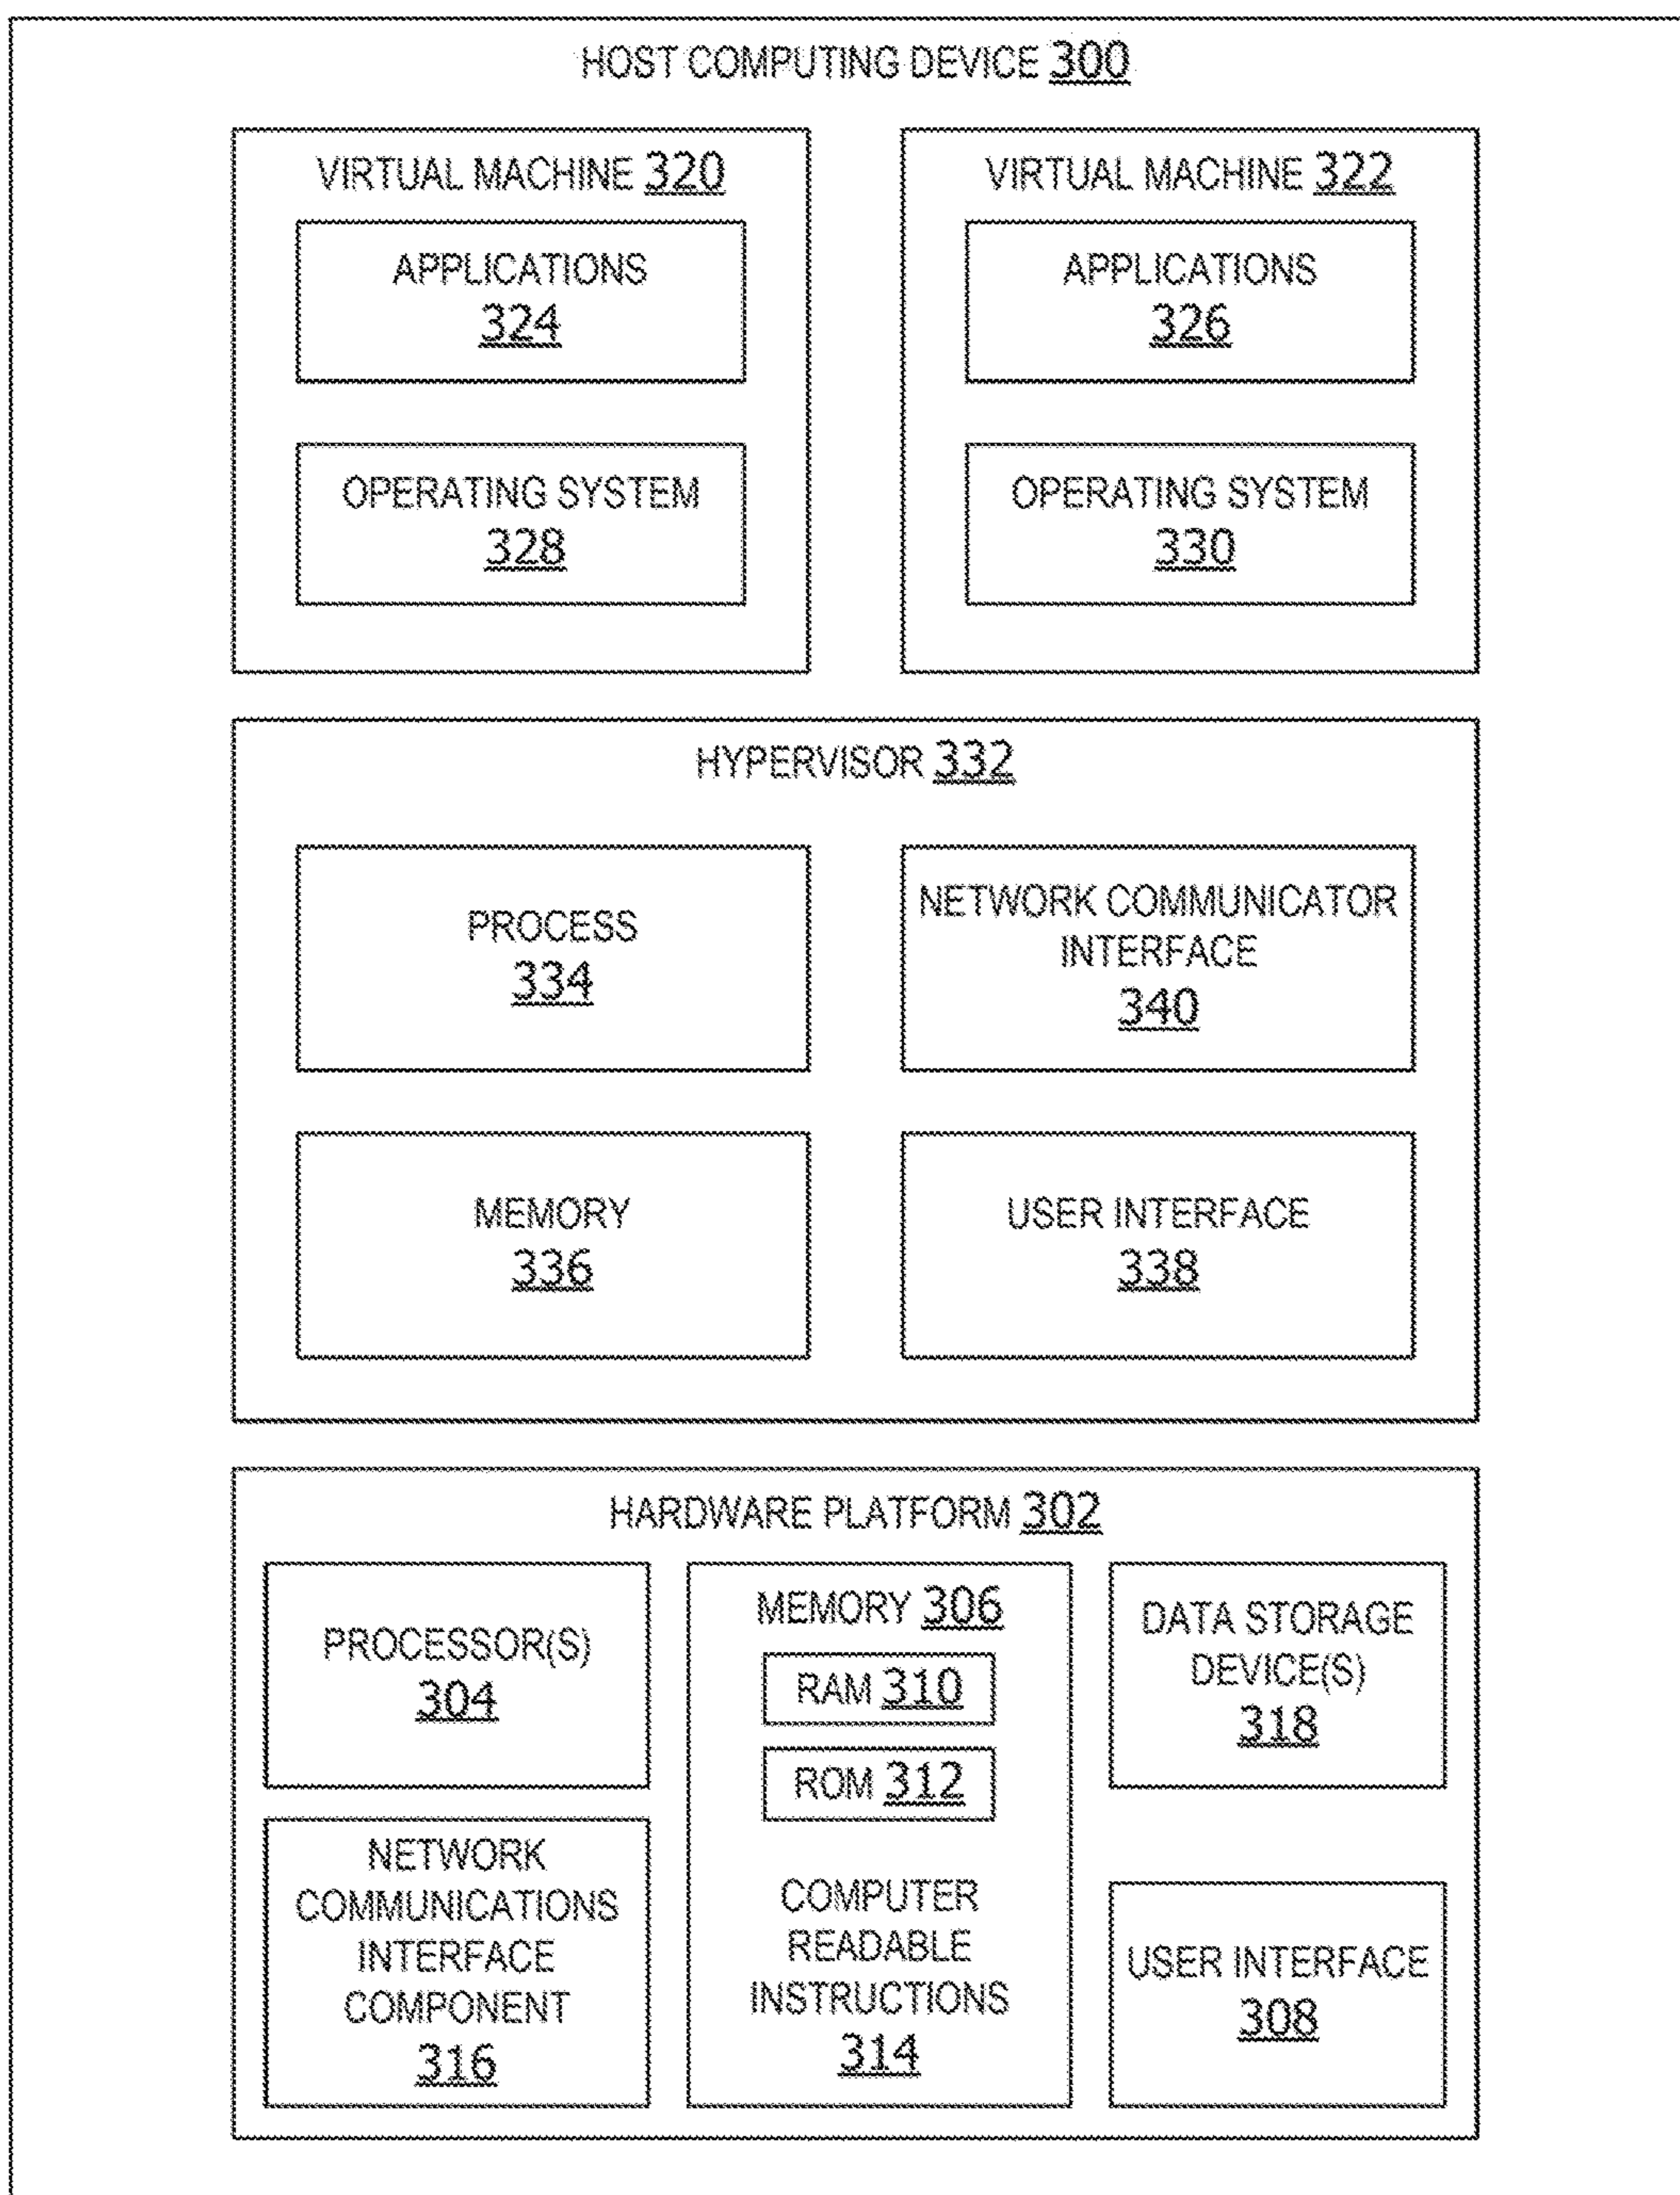 HOST COMPUTING DEVICE 300
VIRTUAL MACHINE 320
APPLICATIONS
324
OPERATING SYSTEM
328
VIRTUAL MACHINE 322
APPLICATIONS
326
OPERATING SYSTEM
330
HYPERVISOR 332
PROCESS
334
NETWORK COMMUNICATOR
INTERFACE
340
MEMORY
336
USER INTERFACE
338
HARDWARE PLATFORM 302
PROCESSOR(S)
304
NETWORK
COMMUNICATIONS
INTERFACE
COMPONENT
316
MEMORY 306
RAM 310
ROM 312
COMPUTER
READABLE
INSTRUCTIONS
314
DATA STORAGE
DEVICE(S)
318
USER INTERFACE
308